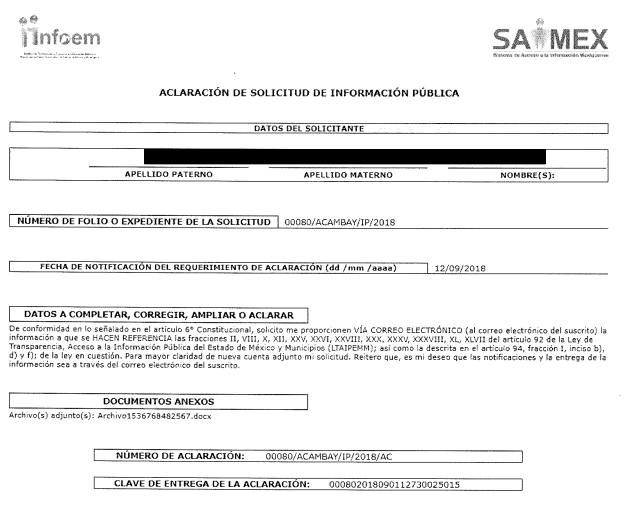 infoem
SAIMEX
Sistema de Acceso a la Información Mexiquense
ACLARACIÓN DE SOLICITUD DE INFORMACIÓN PÚBLICA
DATOS DEL SOLICITANTE
APELLIDO PATERNO APELLIDO MATERNO NOMBRE(S):
NÚMERO DE FOLIO O EXPEDIENTE DE LA SOLICITUD 00080/ACAMBAY/IP/2018
FECHA DE NOTIFICACIÓN DEL REQUERIMIENTO DE ACLARACIÓN (dd /mm /aaaa) 12/09/2018
DATOS A COMPLETAR, CORREGIR, AMPLIAR O ACLARAR
De conformidad en lo señalado en el artículo 6° Constitucional, solicito me proporcionen VÍA CORREO ELECTRÓNICO (al correo electrónico del suscrito) la
información a que se HACEN REFERENCIA las fracciones II, VIII, X, XII, XXV, XXVI, XXVIII, XXX, XXXV, XXXVIII, XL, XLVII del artículo 92 de la Ley de
Transparencia, Acceso a la Información Pública del Estado de México y Municipios (LTAIPEMM); así como la descrita en el artículo 94, fracción I, inciso b),
d) y f); de la ley en cuestión. Para mayor claridad de nueva cuenta adjunto mi solicitud. Reitero que, es mi deseo que las notificaciones y la entrega de la
información sea a través del correo electrónico del suscrito.
DOCUMENTOS ANEXOS
Archivo(s) adjunto(s): Archivo1536768482567.docx
NÚMERO DE ACLARACIÓN: 00080/ACAMBAY/IP/2018/AC
CLAVE DE ENTREGA DE LA ACLARACIÓN: 000802018090112730025015